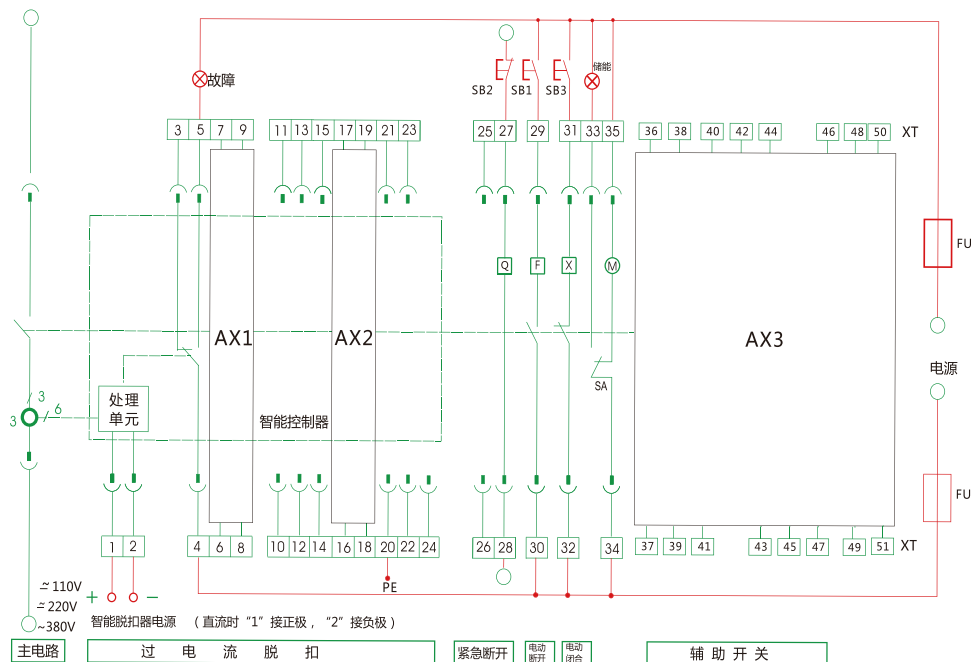 故障
储能
SB2
SB1
SB3
3 5 7 9
11 13 15 17 19 21 23
25 27
29
31 33 35
36
38
40
42
44
46
48
50
XT
FU
Q
F
X
M
AX1
AX2
AX3
电源
SA
3
6
3
处理
单元
智能控制器
FU
1 2
4 6 8
10 12 14 16 18 20 22 24
26 28
30
32
34
37
39
41
43
45
47
49
51
XT
PE
≂110V
≂220V
~380V
+
−
智能脱扣器电源 （直流时“1”接正极，“2”接负极）
主电路
过电流脱扣
紧急断开
电动
断开
电动
闭合
辅助开关